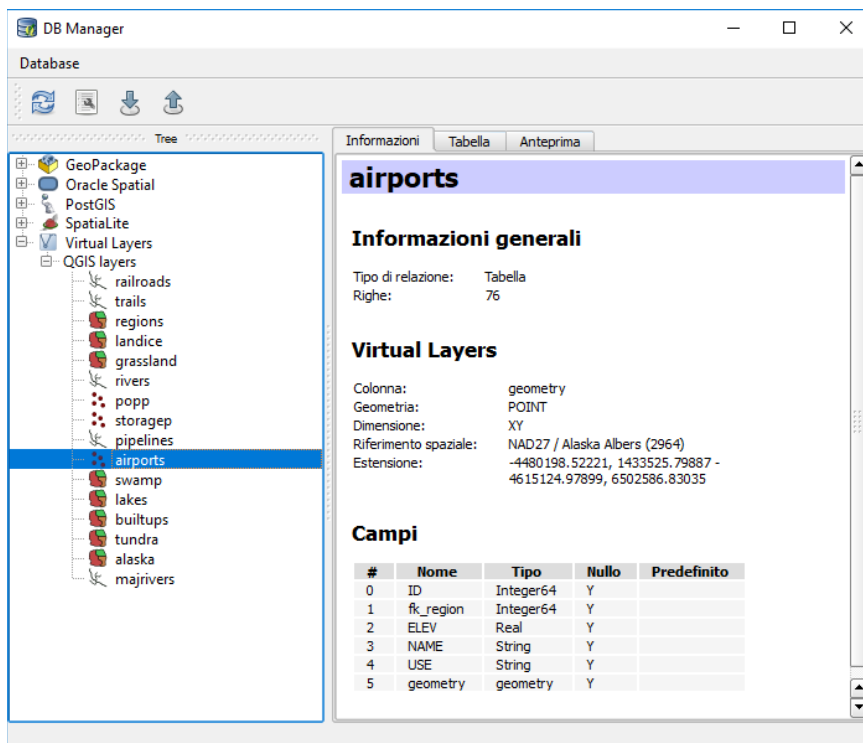 DB Manager
Database
Tree
GeoPackage
Oracle Spatial
PostGIS
SpatiaLite
Virtual Layers
QGIS layers
railroads
trails
regions
landice
grassland
rivers
popp
storagep
pipelines
airports
swamp
lakes
builtups
tundra
alaska
majrivers
Informazioni Tabella Anteprima
airports
Informazioni generali
Tipo di relazione: Tabella
Righe: 76
Virtual Layers
Colonna: geometry
Geometria: POINT
Dimensione: XY
Riferimento spaziale: NAD27 / Alaska Albers (2964)
Estensione: -4480198.52221, 1433525.79887 -
4615124.97899, 6502586.83035
Campi
# Nome Tipo Nullo Predefinito
0 ID Integer64 Y
1 fk_region Integer64 Y
2 ELEV Real Y
3 NAME String Y
4 USE String Y
5 geometry geometry Y